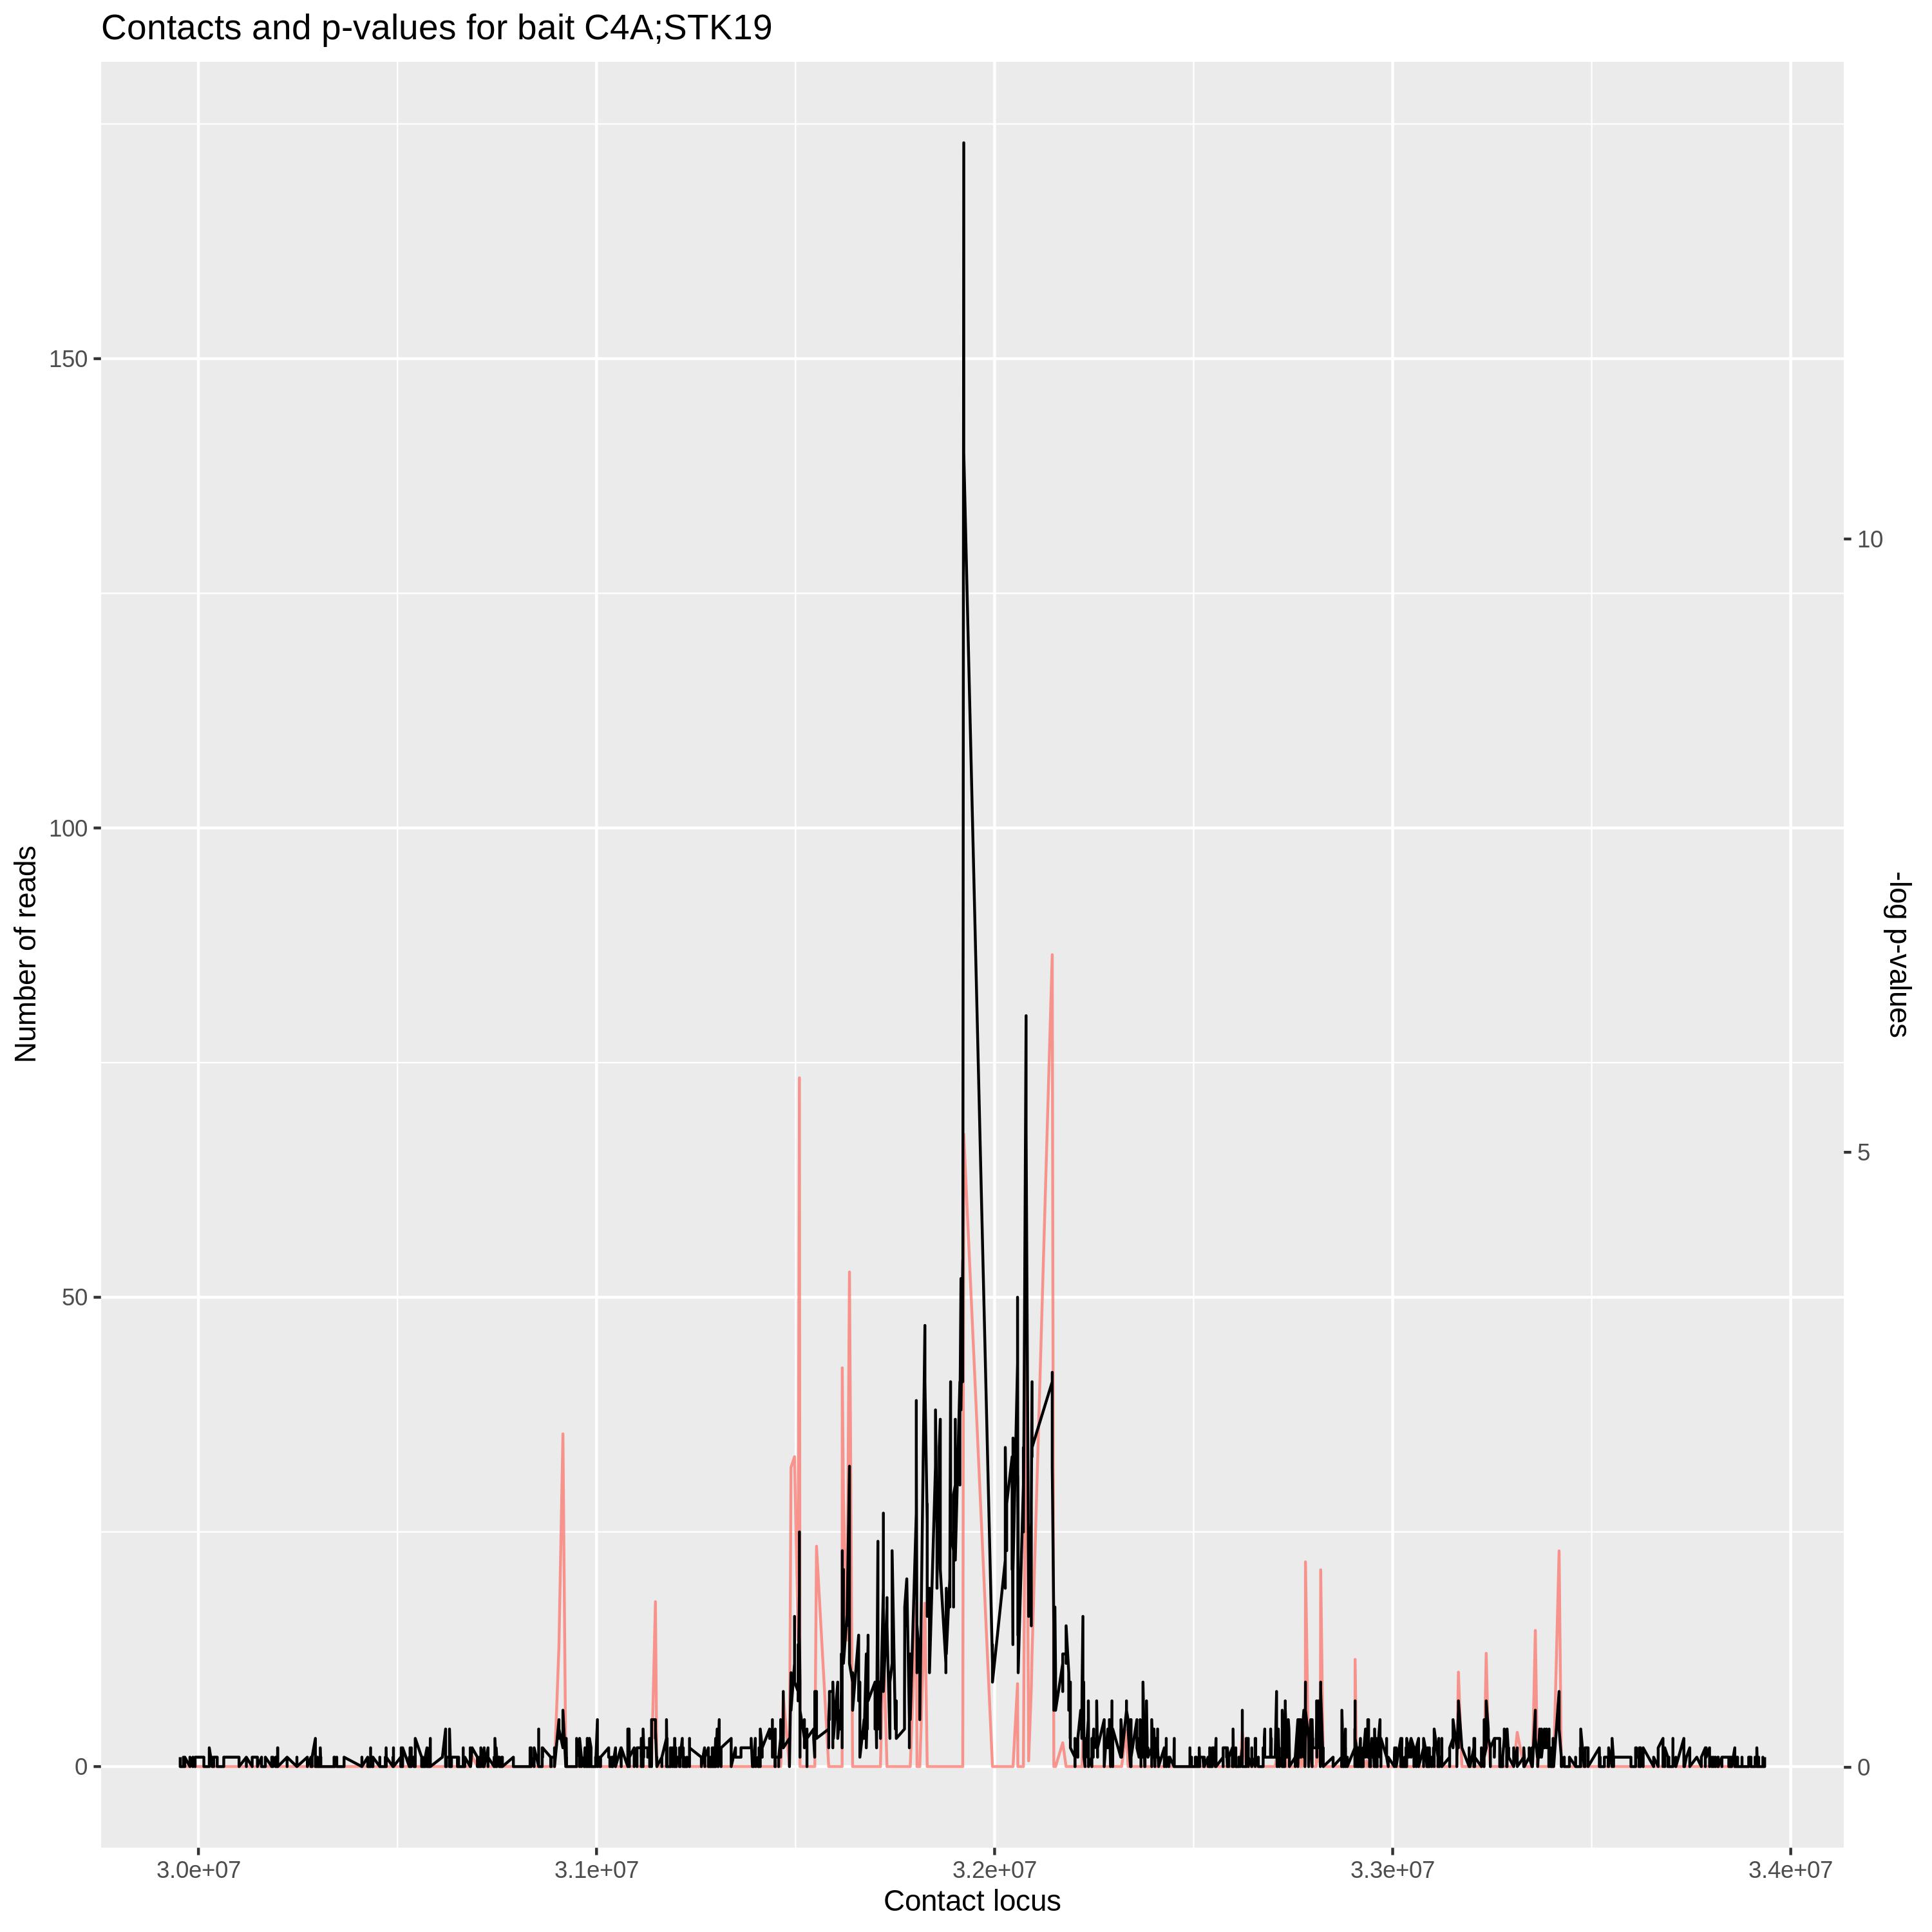 Contacts and p-values for bait C4A;STK19
150
100
50
0
Number of reads
10
5
0
-log p-values
3.0e+07 3.1e+07 3.2e+07 3.3e+07 3.4e+07
Contact locus